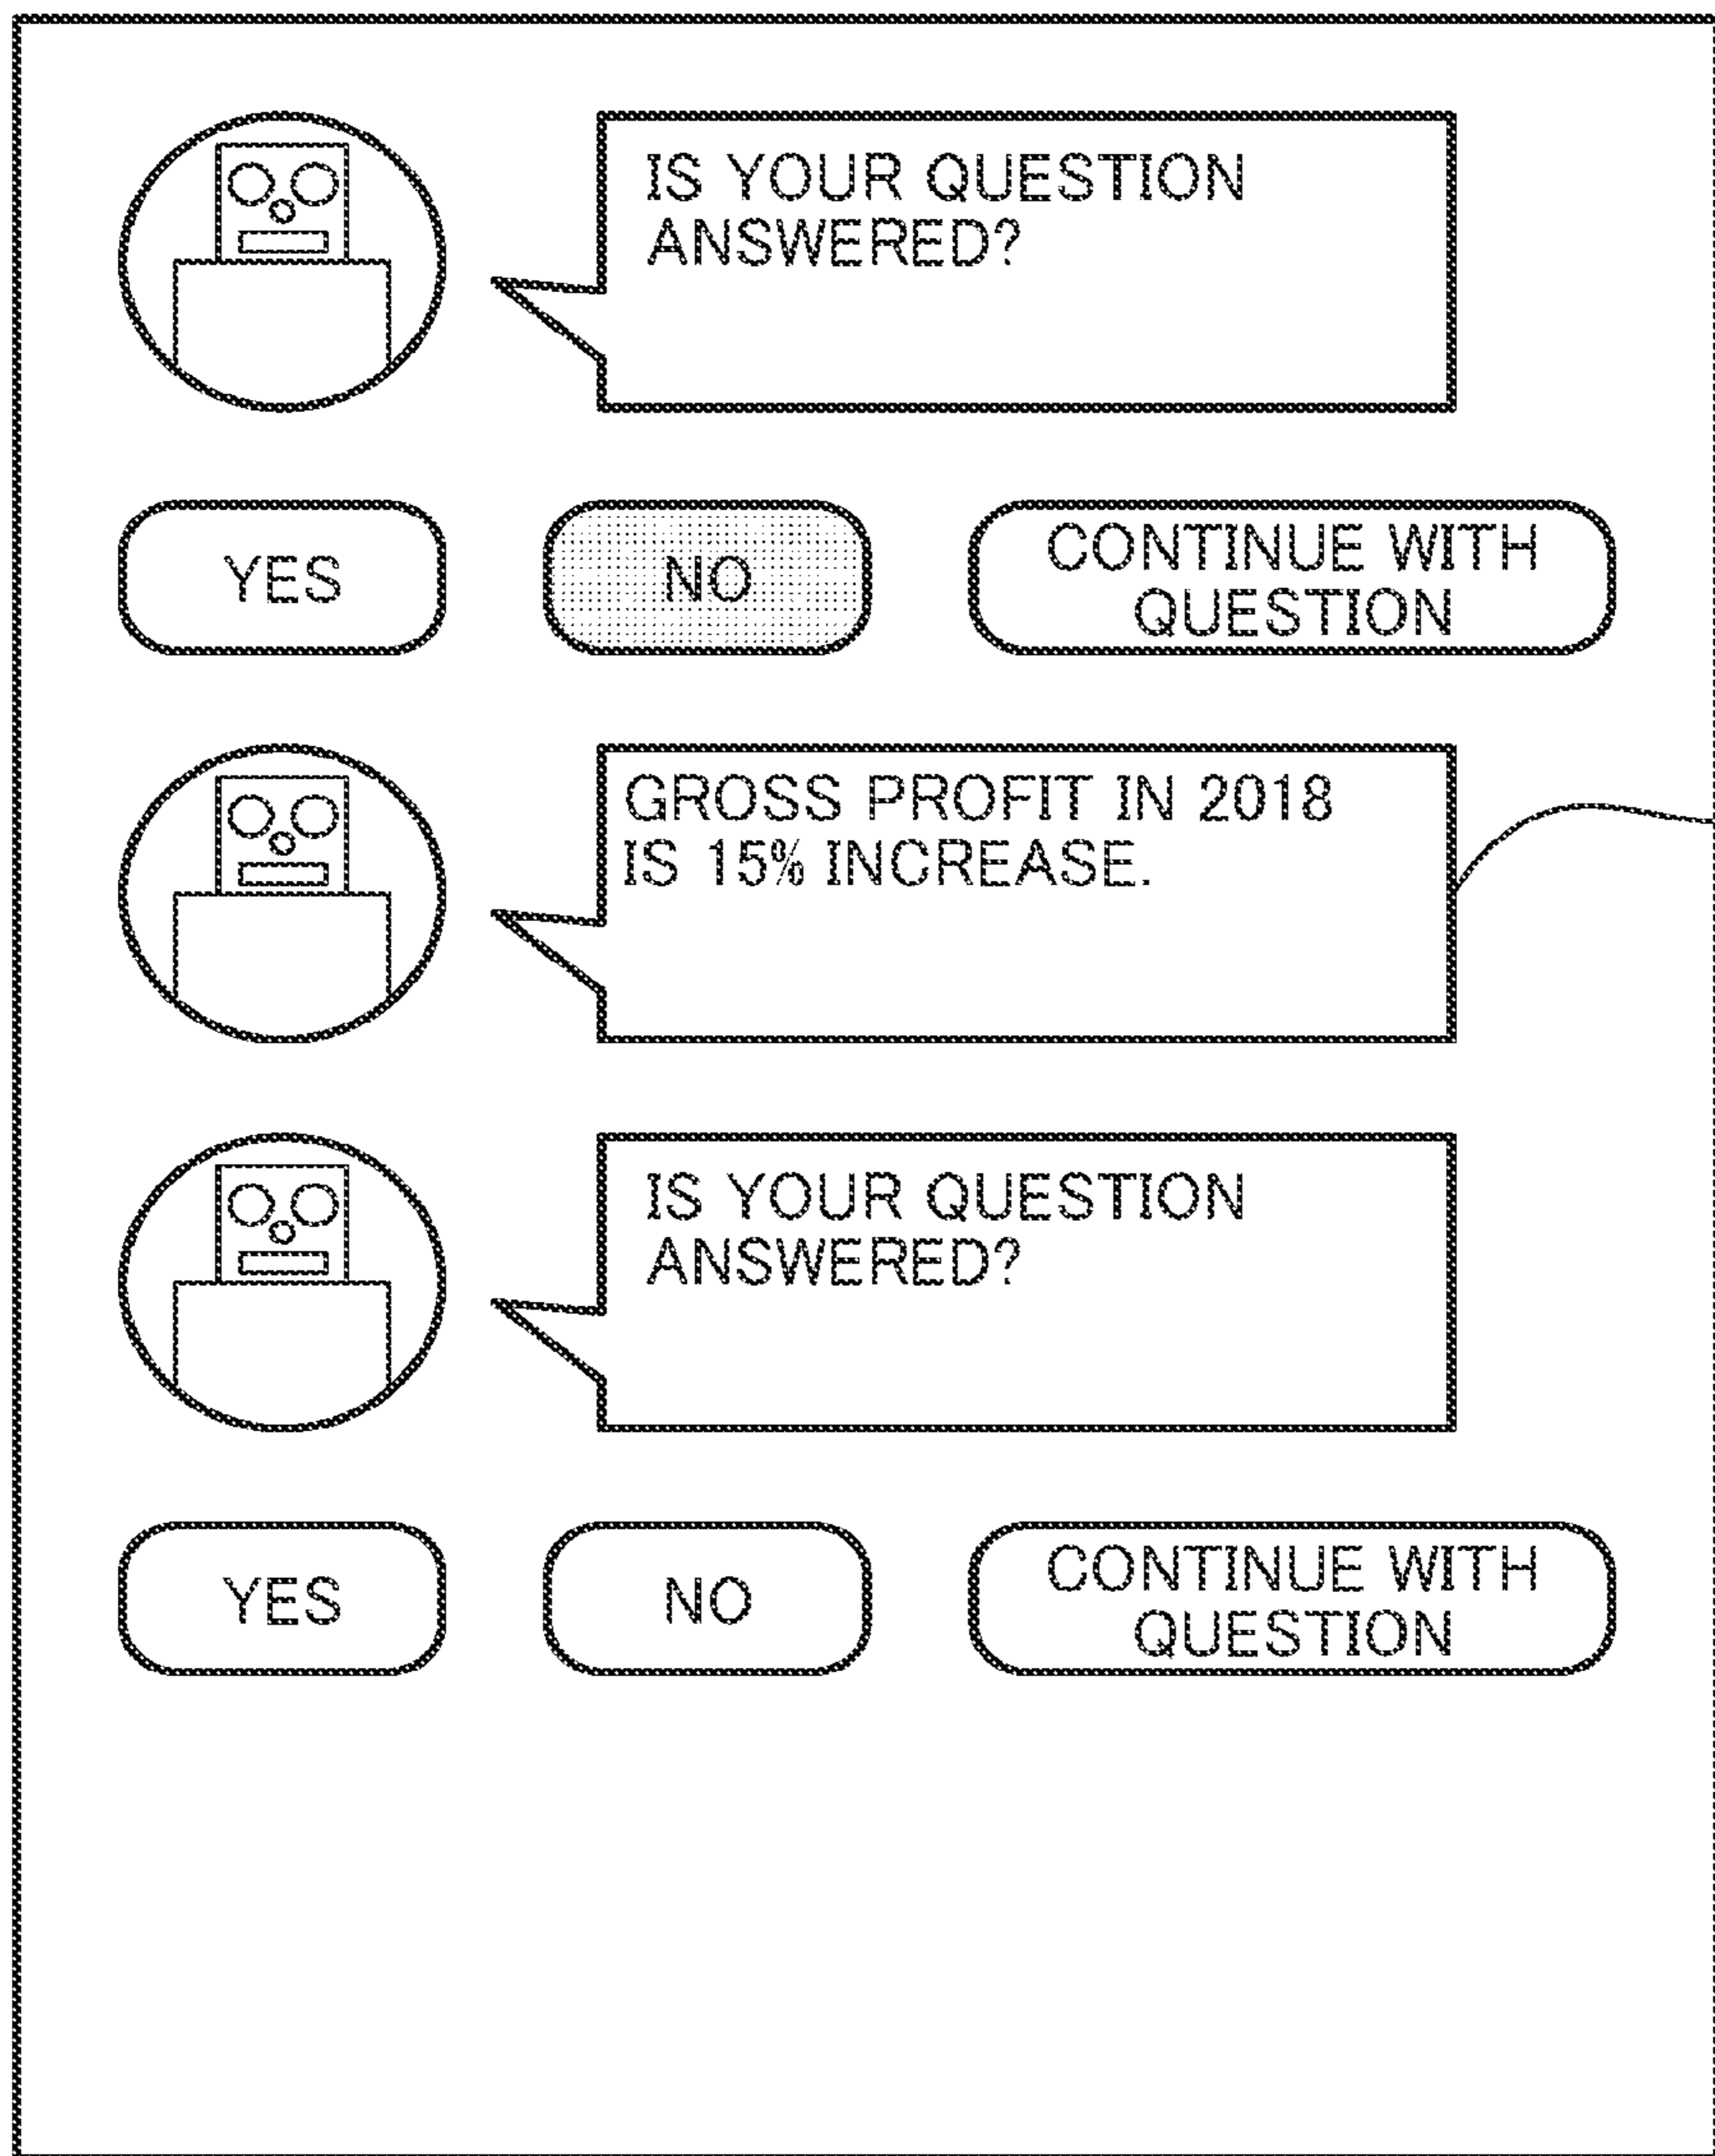 IS YOUR QUESTION
ANSWERED?
YES
NO
CONTINUE WITH
QUESTION
GROSS PROFIT IN 2018
IS 15% INCREASE.
IS YOUR QUESTION
ANSWERED?
YES
NO
CONTINUE WITH
QUESTION